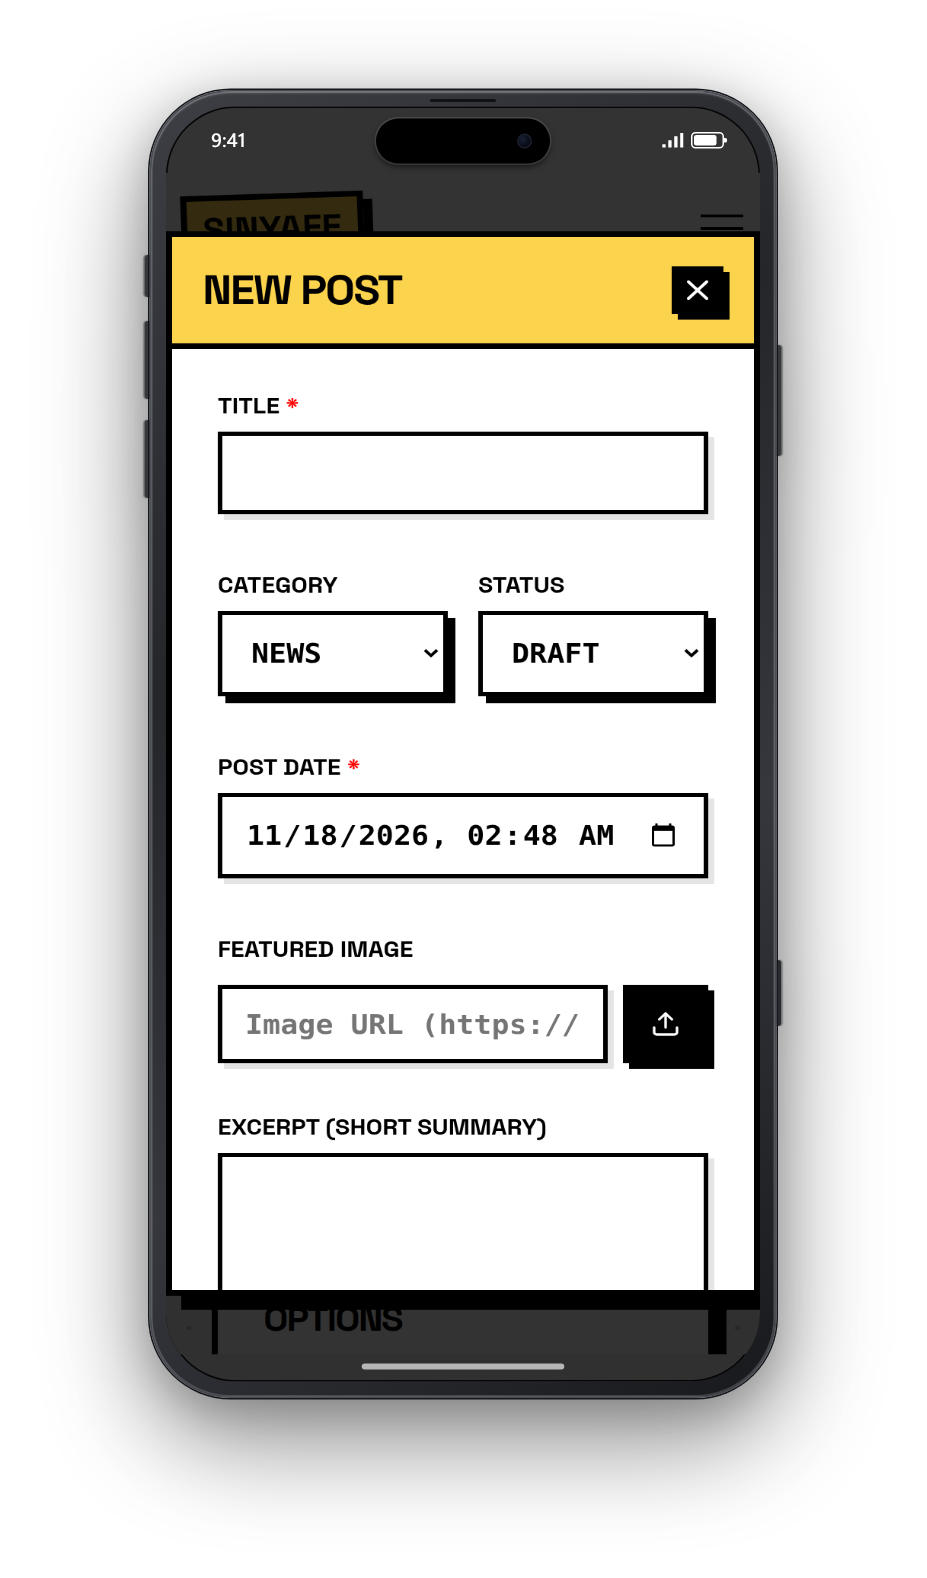 9:41
SINYAFF
NEW POST
TITLE *
CATEGORY STATUS
NEWS DRAFT
POST DATE *
11/18/2026, 02:48 AM
FEATURED IMAGE
Image URL (https://
EXCERPT (SHORT SUMMARY)
OPTIONS